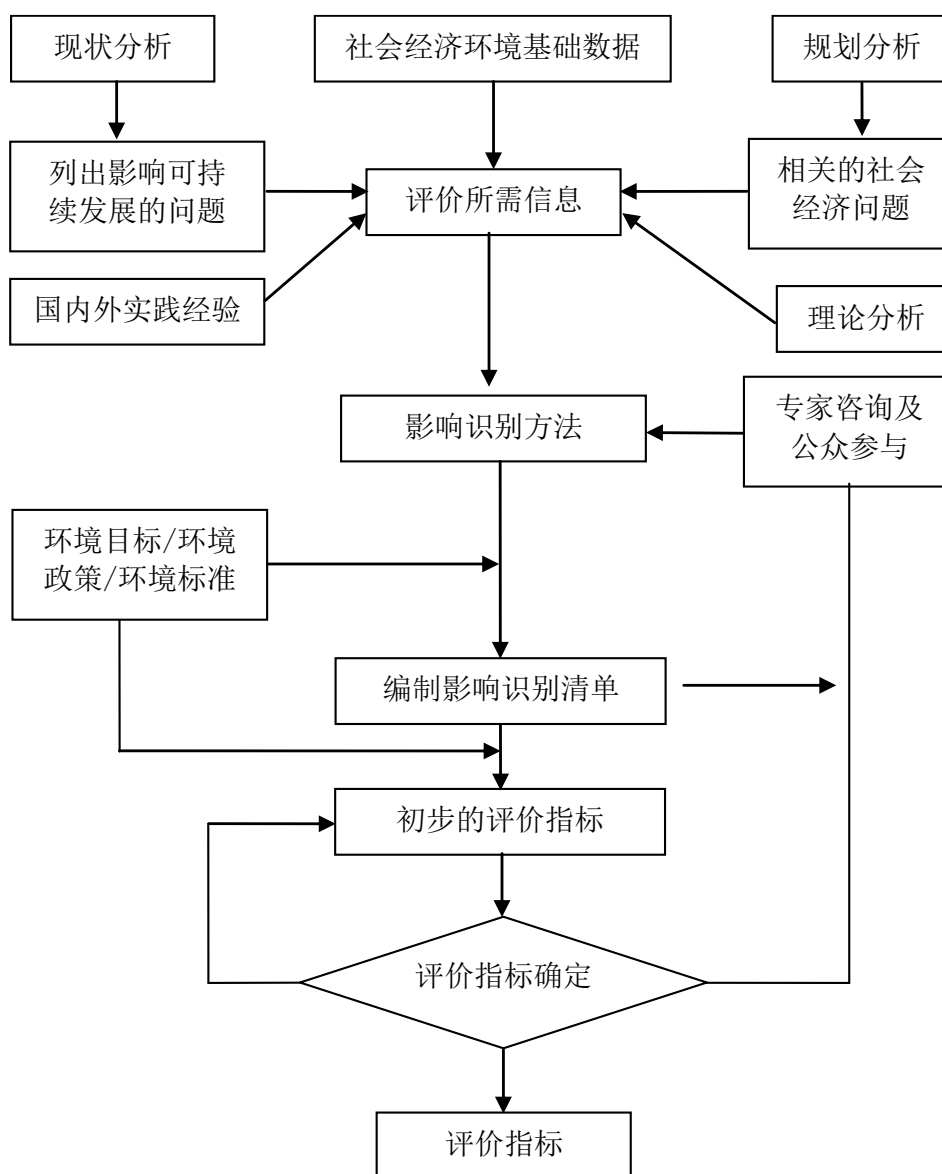 现状分析
社会经济环境基础数据
规划分析
列出影响可持
续发展的问题
评价所需信息
相关的社会
经济问题
国内外实践经验
理论分析
影响识别方法
专家咨询及
公众参与
环境目标/环境
政策/环境标准
编制影响识别清单
初步的评价指标
评价指标确定
评价指标